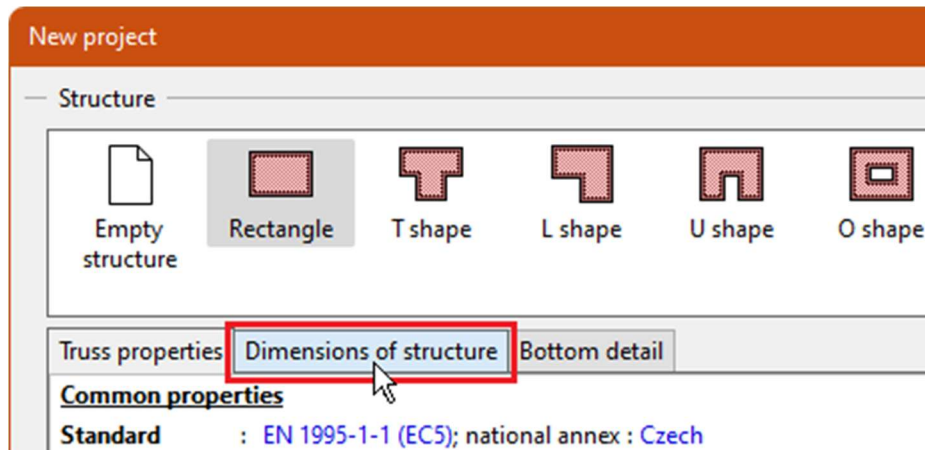 New project
Structure
Empty structure
Rectangle
T shape
L shape
U shape
O shape
Truss properties
Dimensions of structure
Bottom detail
Common properties
Standard : EN 1995-1-1 (EC5); national annex : Czech